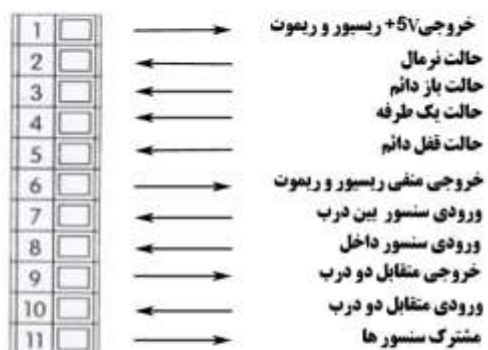 1 خروجی5V+ ریسیور و ریموت
2 حالت نرمال
3 حالت باز دائم
4 حالت یک طرفه
5 حالت قفل دائم
6 خروجی منفی ریسیور و ریموت
7 ورودی سنسور بین درب
8 ورودی سنسور داخل
9 خروجی متقابل دو درب
10 ورودی متقابل دو درب
11 مشترک سنسور ها